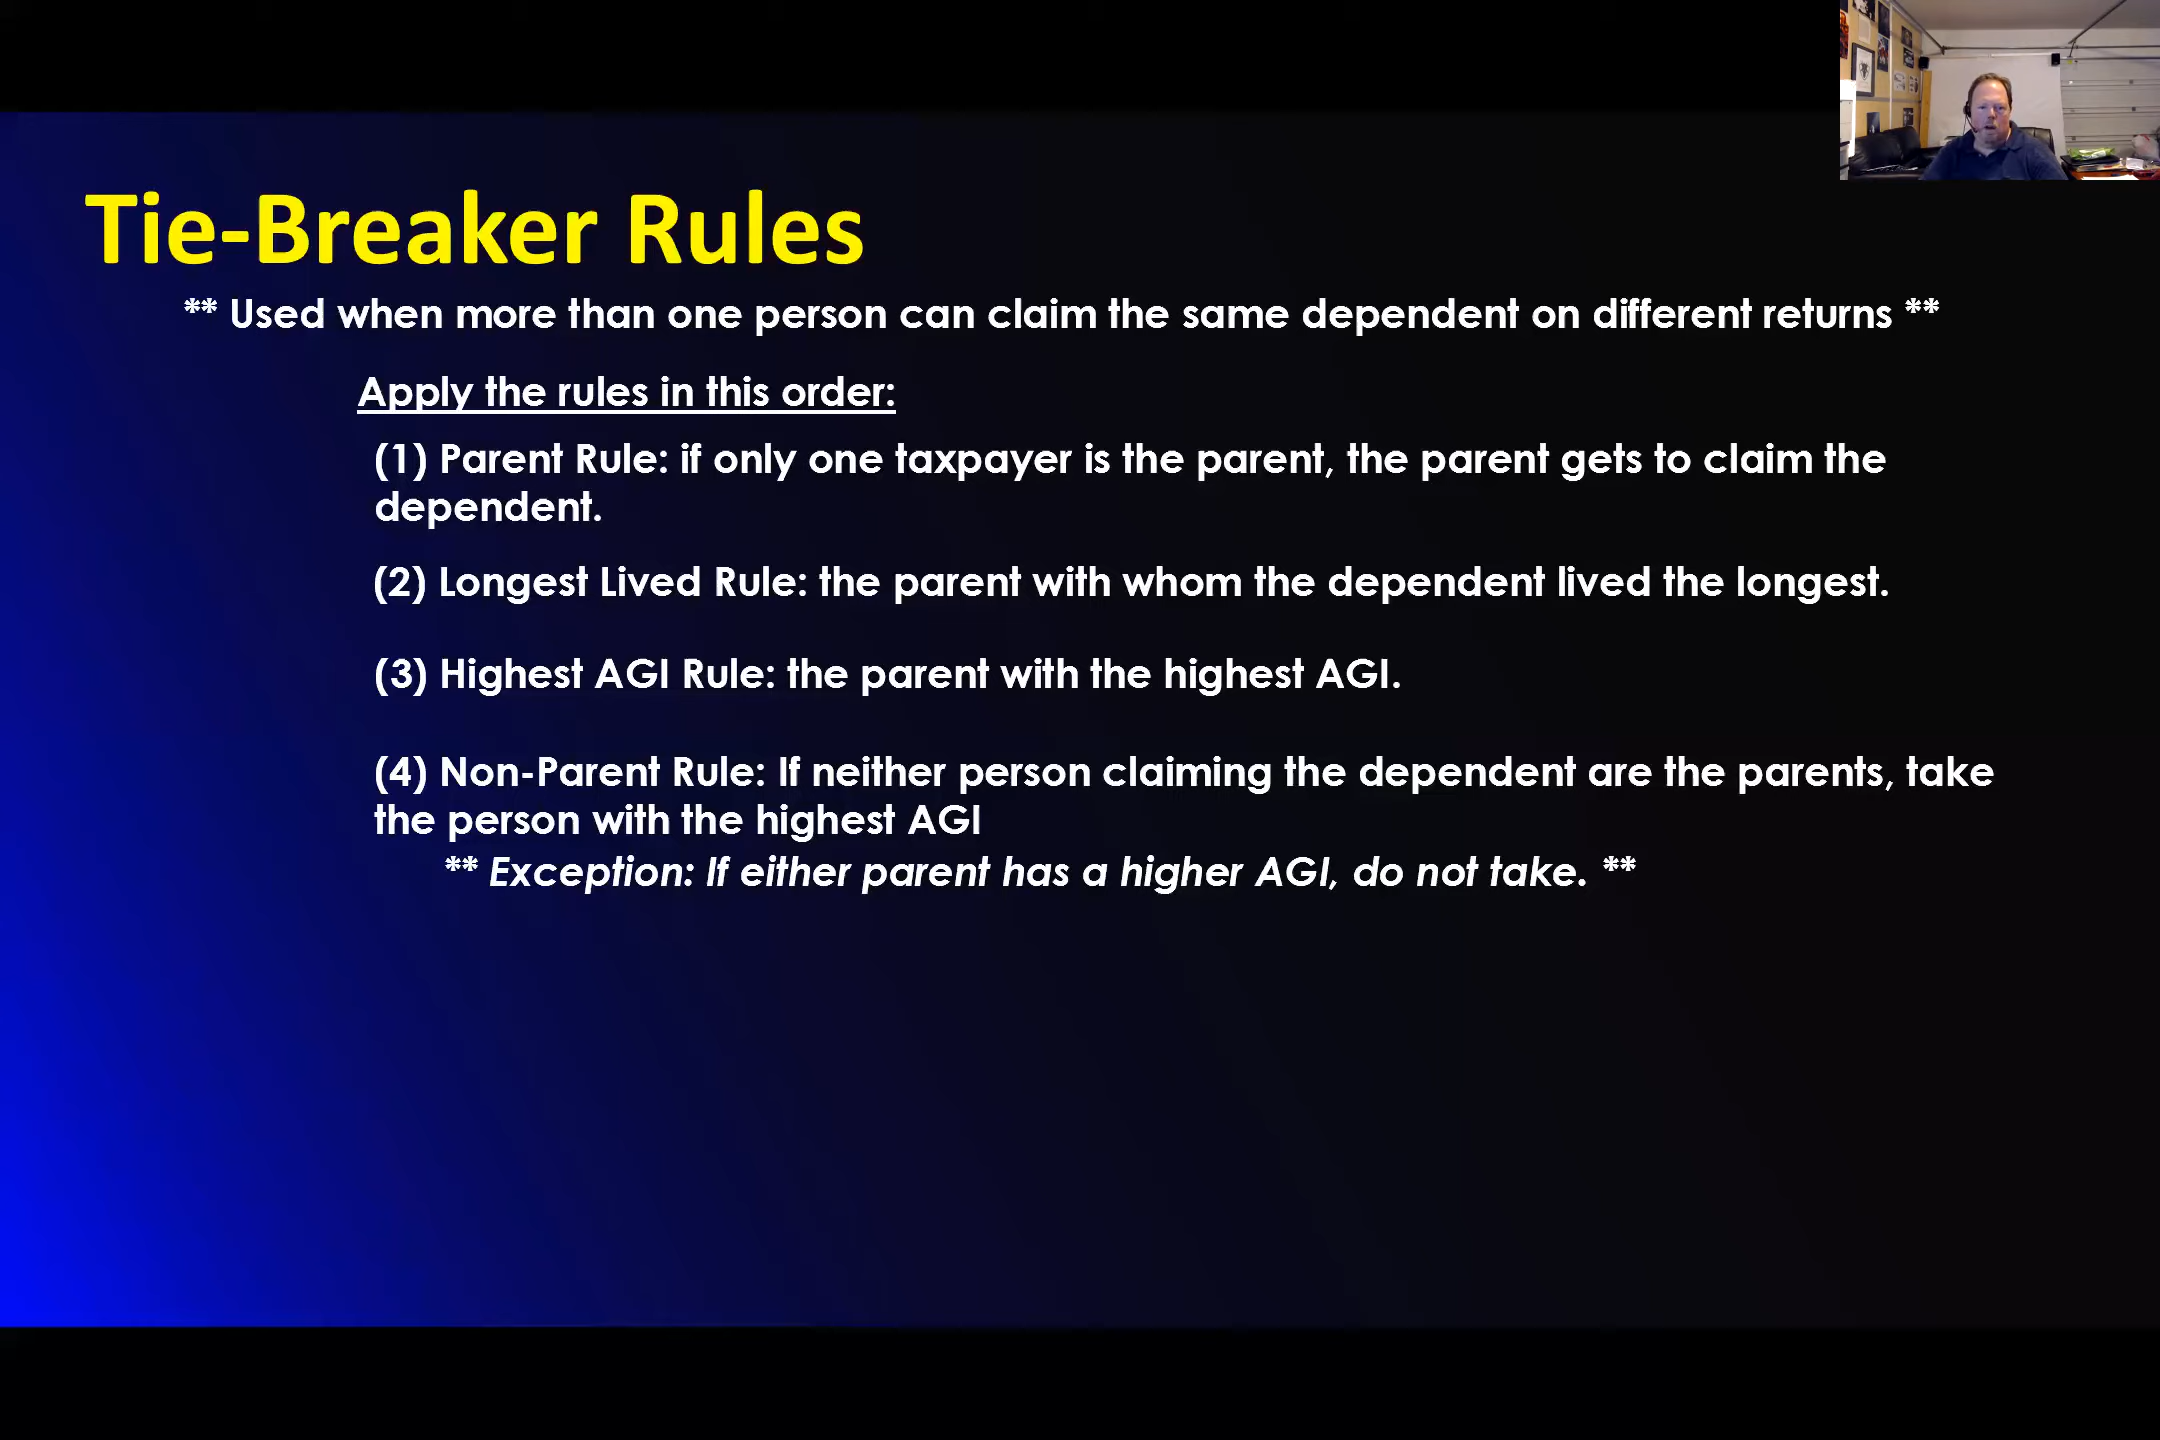 Tie-Breaker Rules
** Used when more than one person can claim the same dependent on different returns **
Apply the rules in this order:
(1) Parent Rule: if only one taxpayer is the parent, the parent gets to claim the
dependent.
(2) Longest Lived Rule: the parent with whom the dependent lived the longest.
(3) Highest AGI Rule: the parent with the highest AGI.
(4) Non-Parent Rule: If neither person claiming the dependent are the parents, take
the person with the highest AGI
** Exception: If either parent has a higher AGI, do not take. **